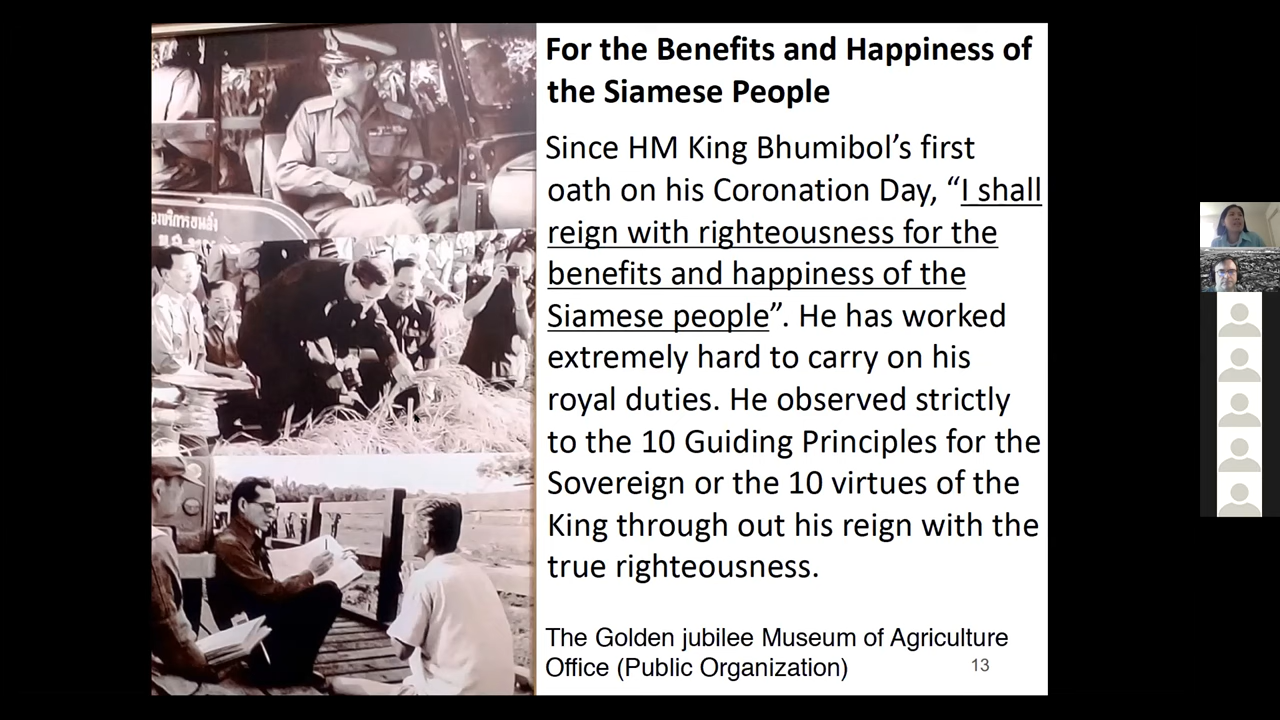 For the Benefits and Happiness of
the Siamese People
Since HM King Bhumibol’s first
oath on his Coronation Day, “I shall
reign with righteousness for the
benefits and happiness of the
Siamese people”. He has worked
extremely hard to carry on his
royal duties. He observed strictly
to the 10 Guiding Principles for the
Sovereign or the 10 virtues of the
King through out his reign with the
true righteousness.
The Golden jubilee Museum of Agriculture
Office (Public Organization)
13